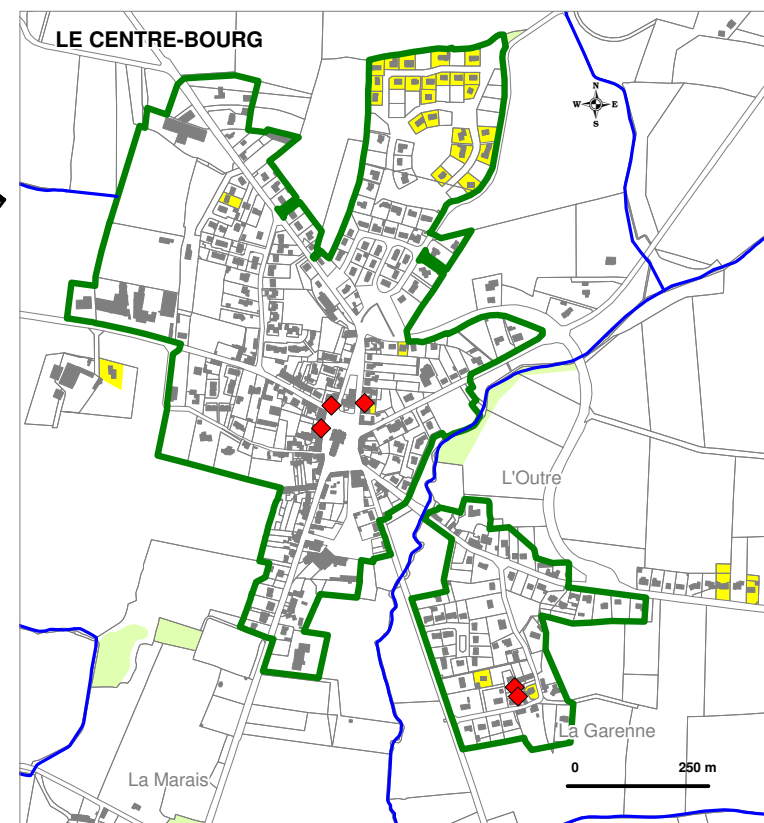 LE CENTRE-BOURG
N
W E
S
L'Outre
La Garenne
0 250 m
La Marais